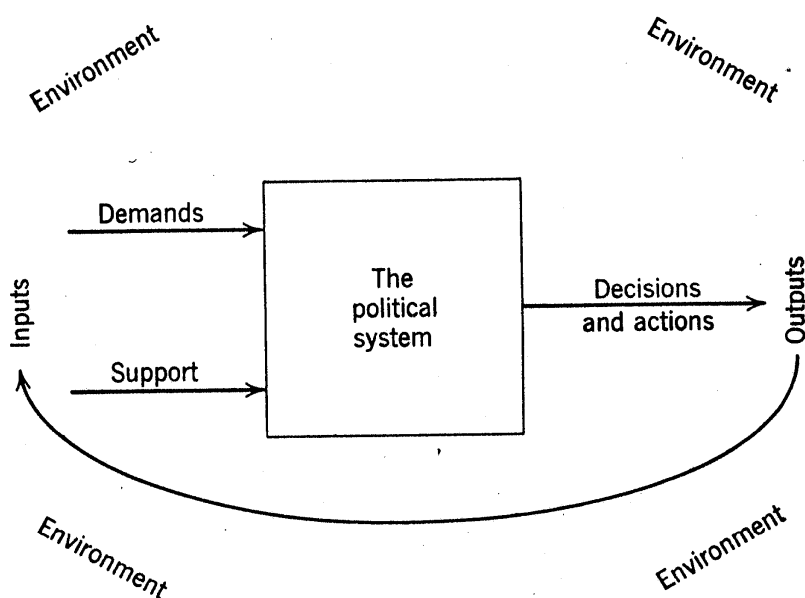 Environment
Environment
Demands
The
political
system
Inputs
Decisions
and actions
Outputs
Support
Environment
Environment